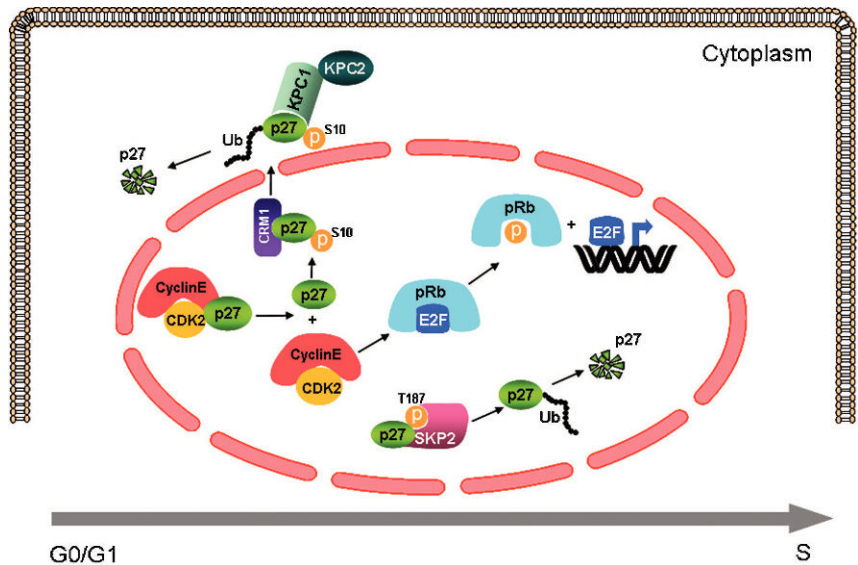 Cytoplasm
KPC2
KPC1
p27
p
S10
Ub
p27
CRM1
p27
p
S10
pRb
p
+
E2F
CyclinE
CDK2
p27
p27
+
pRb
E2F
CyclinE
CDK2
p27
T187
p
p27
SKP2
p27
Ub
G0/G1
S